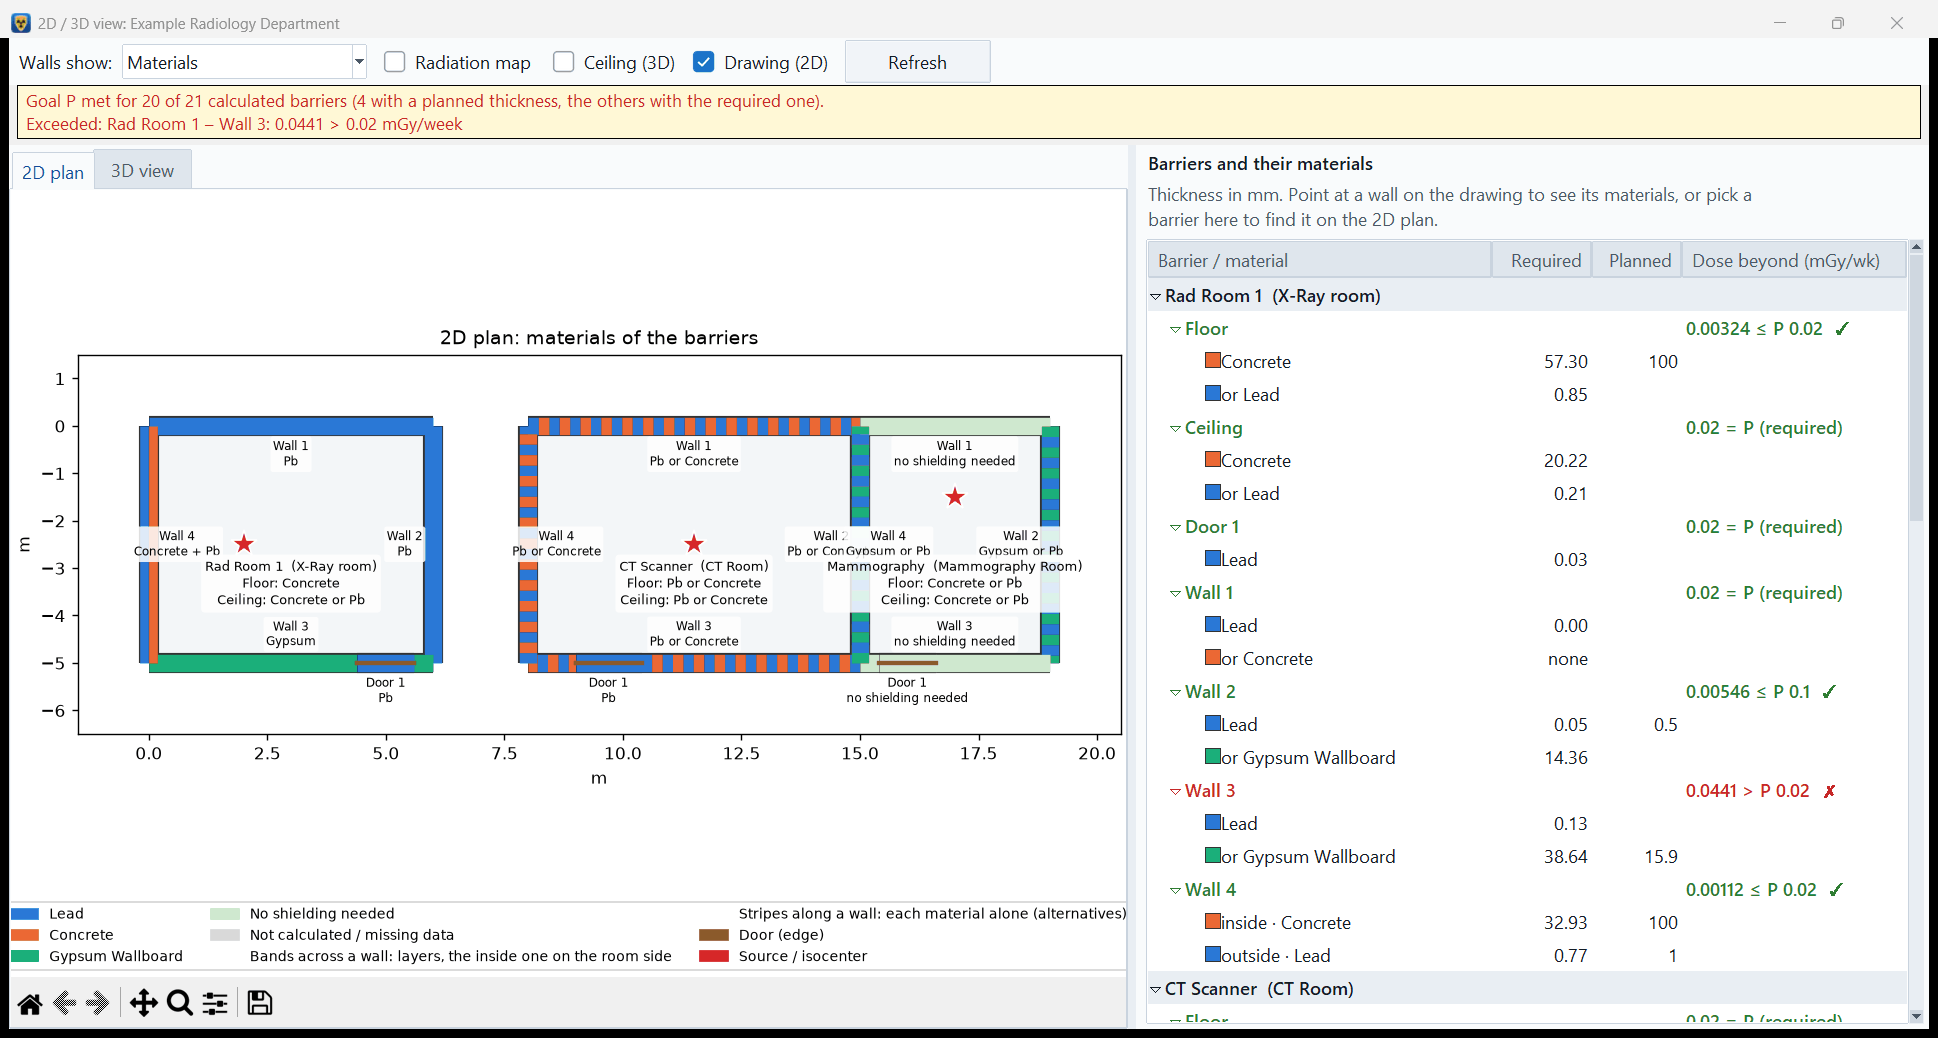 2D / 3D view: Example Radiology Department
Walls show: Materials Radiation map Ceiling (3D) Drawing (2D) Refresh
Goal P met for 20 of 21 calculated barriers (4 with a planned thickness, the others with the required one).
Exceeded: Rad Room 1 – Wall 3: 0.0441 > 0.02 mGy/week
2D plan 3D view
2D plan: materials of the barriers
1
0
−1
−2
−3
−4
−5
−6
m
Wall 1
Pb
Wall 4
Concrete + Pb
Wall 2
Pb
Rad Room 1 (X-Ray room)
Floor: Concrete
Ceiling: Concrete or Pb
Wall 3
Gypsum
Door 1
Pb
Wall 1
Pb or Concrete
Wall 4
Pb or Concrete
Wall 2
Pb or Con
CT Scanner (CT Room)
Floor: Pb or Concrete
Ceiling: Pb or Concrete
Wall 3
Pb or Concrete
Door 1
Pb
Wall 1
no shielding needed
Wall 4
Gypsum or Pb
Wall 2
Gypsum or Pb
Mammography (Mammography Room)
Floor: Concrete or Pb
Ceiling: Concrete or Pb
Wall 3
no shielding needed
Door 1
no shielding needed
0.0 2.5 5.0 7.5 10.0 12.5 15.0 17.5 20.0
m
Lead
Concrete
Gypsum Wallboard
No shielding needed
Not calculated / missing data
Bands across a wall: layers, the inside one on the room side
Stripes along a wall: each material alone (alternatives)
Door (edge)
Source / isocenter
Barriers and their materials
Thickness in mm. Point at a wall on the drawing to see its materials, or pick a
barrier here to find it on the 2D plan.
Barrier / material Required Planned Dose beyond (mGy/wk)
Rad Room 1 (X-Ray room)
Floor 0.00324 ≤ P 0.02 ✓
Concrete 57.30 100
or Lead 0.85
Ceiling 0.02 = P (required)
Concrete 20.22
or Lead 0.21
Door 1 0.02 = P (required)
Lead 0.03
Wall 1 0.02 = P (required)
Lead 0.00
or Concrete none
Wall 2 0.00546 ≤ P 0.1 ✓
Lead 0.05 0.5
or Gypsum Wallboard 14.36
Wall 3 0.0441 > P 0.02 ✗
Lead 0.13
or Gypsum Wallboard 38.64 15.9
Wall 4 0.00112 ≤ P 0.02 ✓
inside · Concrete 32.93 100
outside · Lead 0.77 1
CT Scanner (CT Room)
Floor 0.02 = P (required)